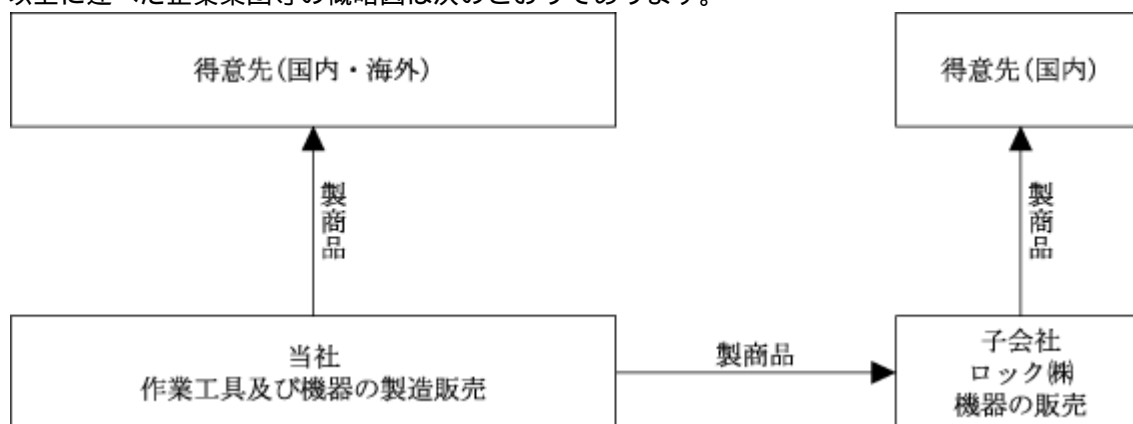 以上に述べた企業集団等の概略図は次のとおりであります。
得意先(国内・海外)
得意先(国内)
製商品
製商品
当社
作業工具及び機器の製造販売
製商品
子会社
ロック㈱
機器の販売